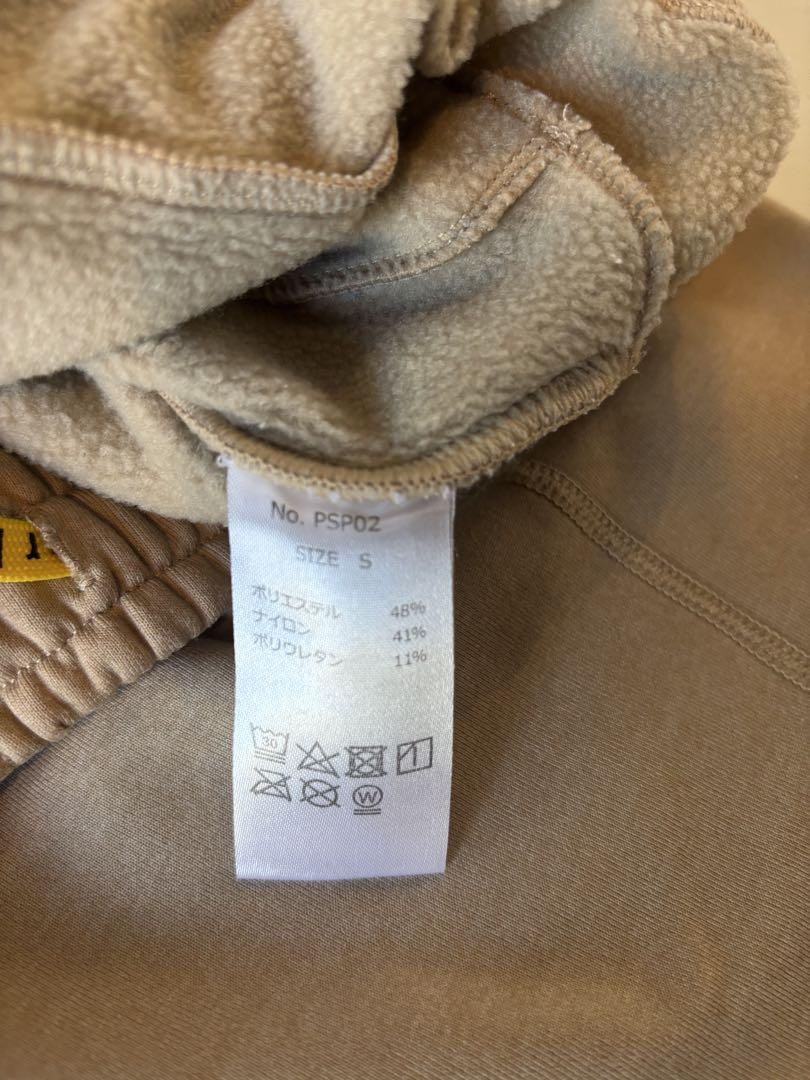 No. PSP02
SIZE S
ポリエステル 48%
ナイロン 41%
ポリウレタン 11%
30
W